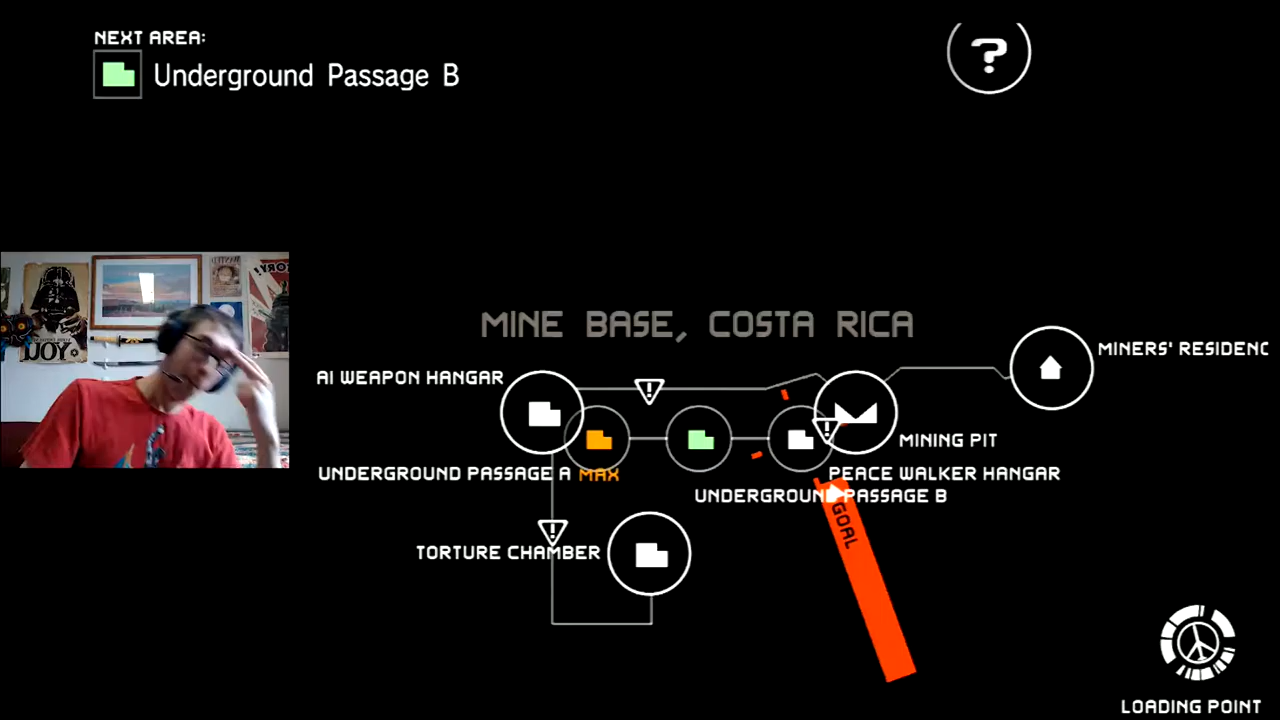 NEXT AREA:
Underground Passage B
?
MINE BASE, COSTA RICA
MINERS' RESIDENC
AI WEAPON HANGAR
MINING PIT
UNDERGROUND PASSAGE A MAX
PEACE WALKER HANGAR
UNDERGROUND PASSAGE B
GOAL
TORTURE CHAMBER
LOADING POINT